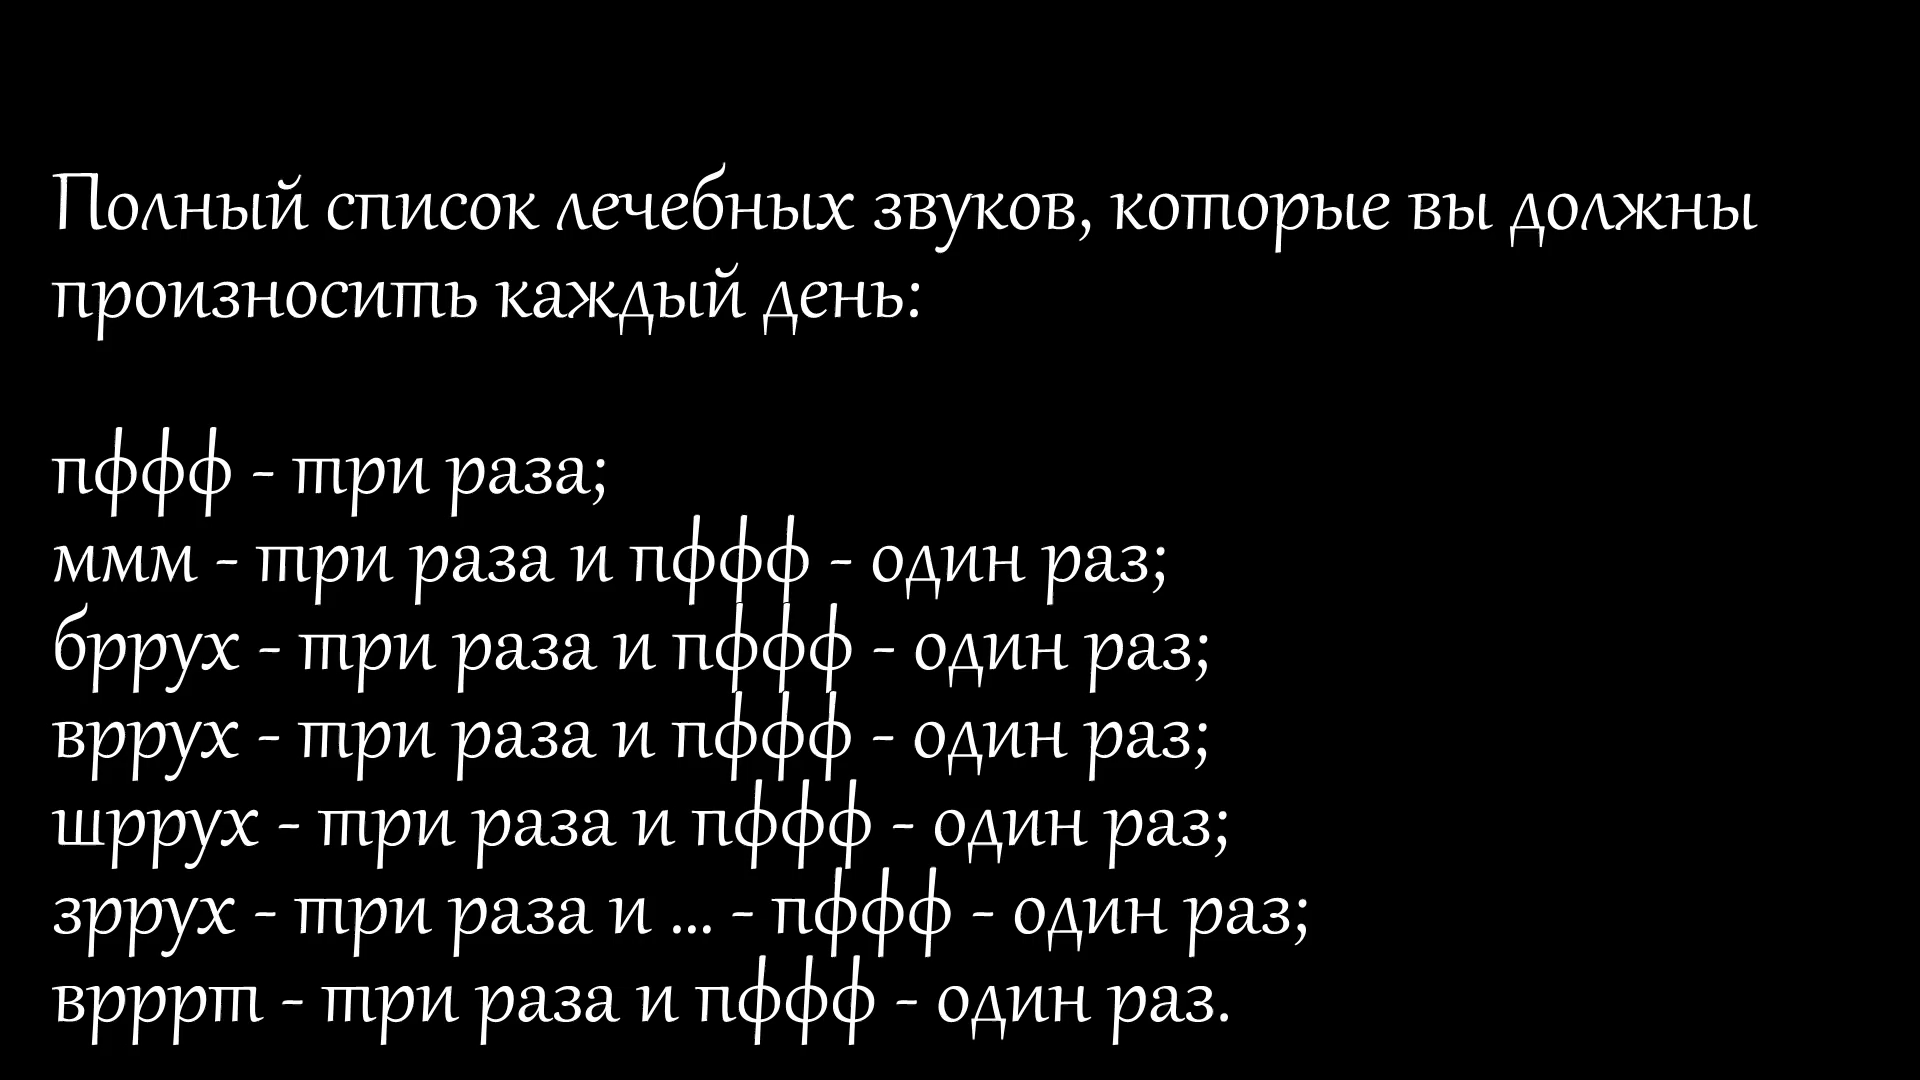 Полный список лечебных звуков, которые вы должны
произносить каждый день:
пффф - три раза;
ммм - три раза и пффф - один раз;
бррух - три раза и пффф - один раз;
вррух - три раза и пффф - один раз;
шррух - три раза и пффф - один раз;
зррух - три раза и ... - пффф - один раз;
врррт - три раза и пффф - один раз.